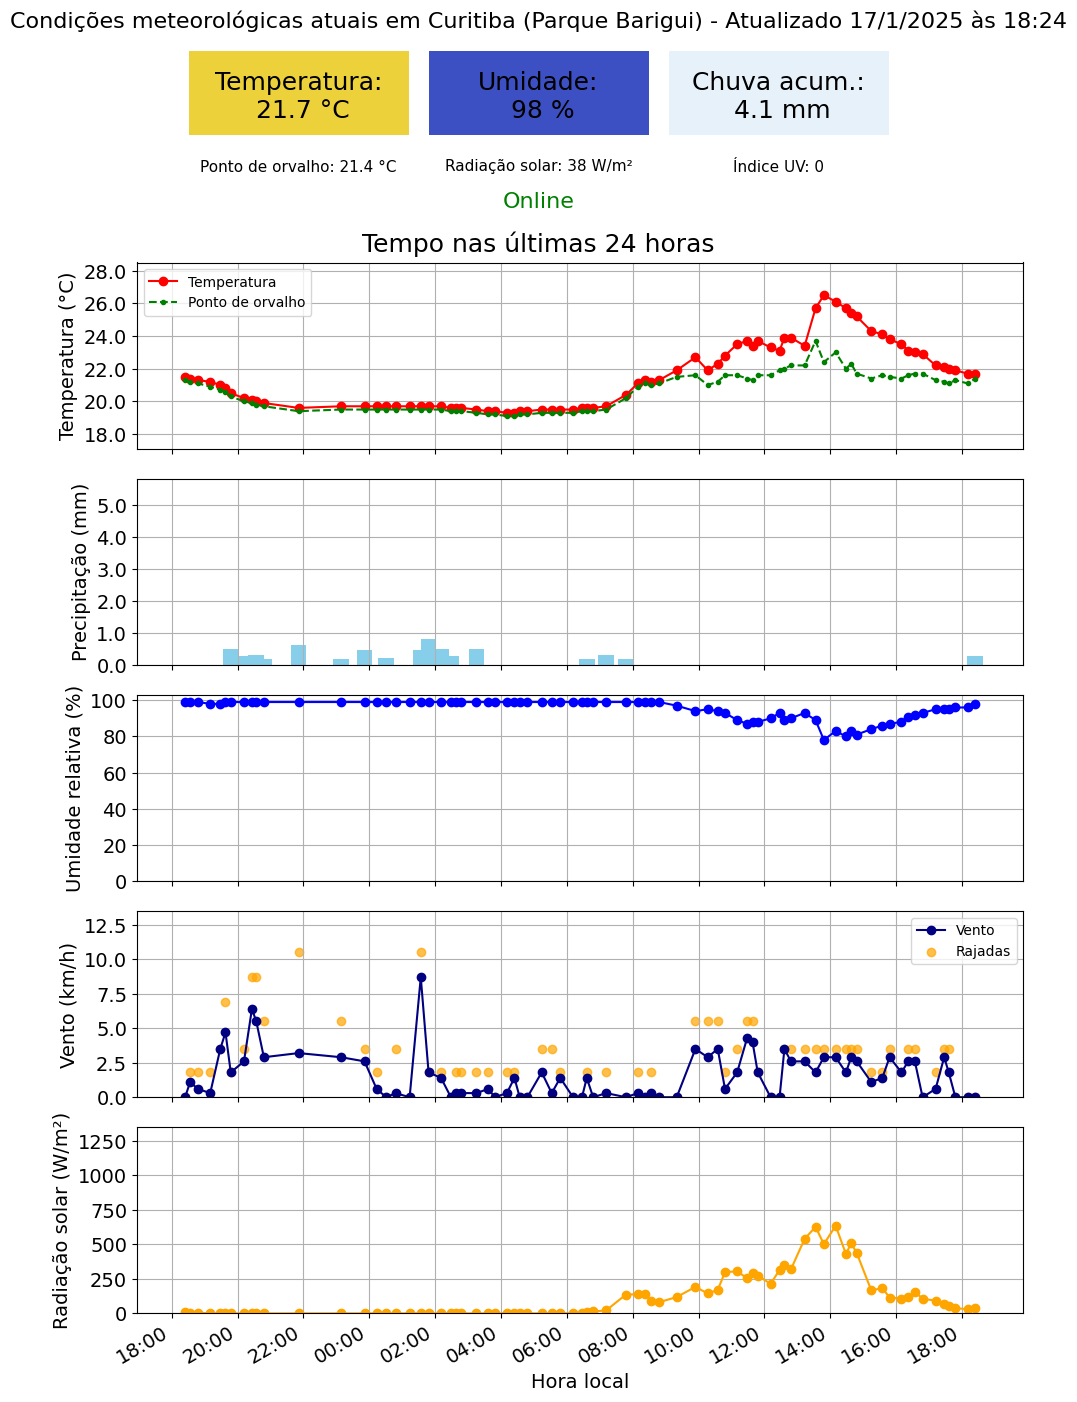 Condições meteorológicas atuais em Curitiba (Parque Barigui) - Atualizado 17/1/2025 às 18:24
Temperatura:
21.7 °C
Umidade:
98 %
Chuva acum.:
4.1 mm
Ponto de orvalho: 21.4 °C
Radiação solar: 38 W/m²
Índice UV: 0
Online
Tempo nas últimas 24 horas
Temperatura (°C)
28.0
26.0
24.0
22.0
20.0
18.0
Temperatura
Ponto de orvalho
Precipitação (mm)
5.0
4.0
3.0
2.0
1.0
0.0
Umidade relativa (%)
100
80
60
40
20
0
Vento (km/h)
12.5
10.0
7.5
5.0
2.5
0.0
Vento
Rajadas
Radiação solar (W/m²)
1250
1000
750
500
250
0
18:00
20:00
22:00
00:00
02:00
04:00
06:00
08:00
10:00
12:00
14:00
16:00
18:00
Hora local